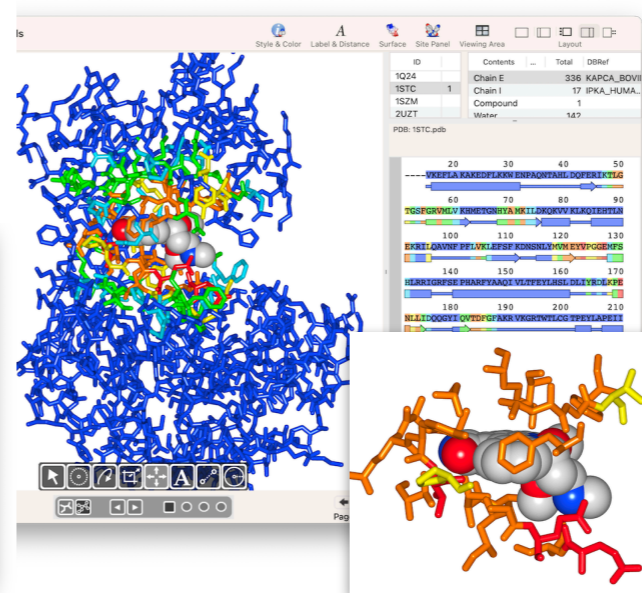 ls
Style & Color Label & Distance Surface Site Panel Viewing Area Layout
ID Contents ... Total DBRef
1Q24 Chain E 336 KAPCA_BOVI
1STC 1 Chain I 17 IPKA_HUMA..
1SZM Compound 1
2UZT Water 142
PDB: 1STC.pdb
20 30 40 50
----VKEFLA KAKEDFLKKW ENPAQNTAHL DQFERIKTLG
60 70 80 90
TGSFGRVMLV KHMETGNHYA MKILDKQKVV KLKQIEHTLN
100 110 120 130
EKRILQAVNF PFLVKLEFSF KDNSNLYMVM EYVPGGEMFS
140 150 160 170
HLRRIGRFSE PHARFYAAQI VLTFEYLHSL DLIYRDLKPE
180 190 200 210
NLLIDQQGYI QVTDFGFAKR VKGRTWTLCG TPEYLAPEII
A
Pag